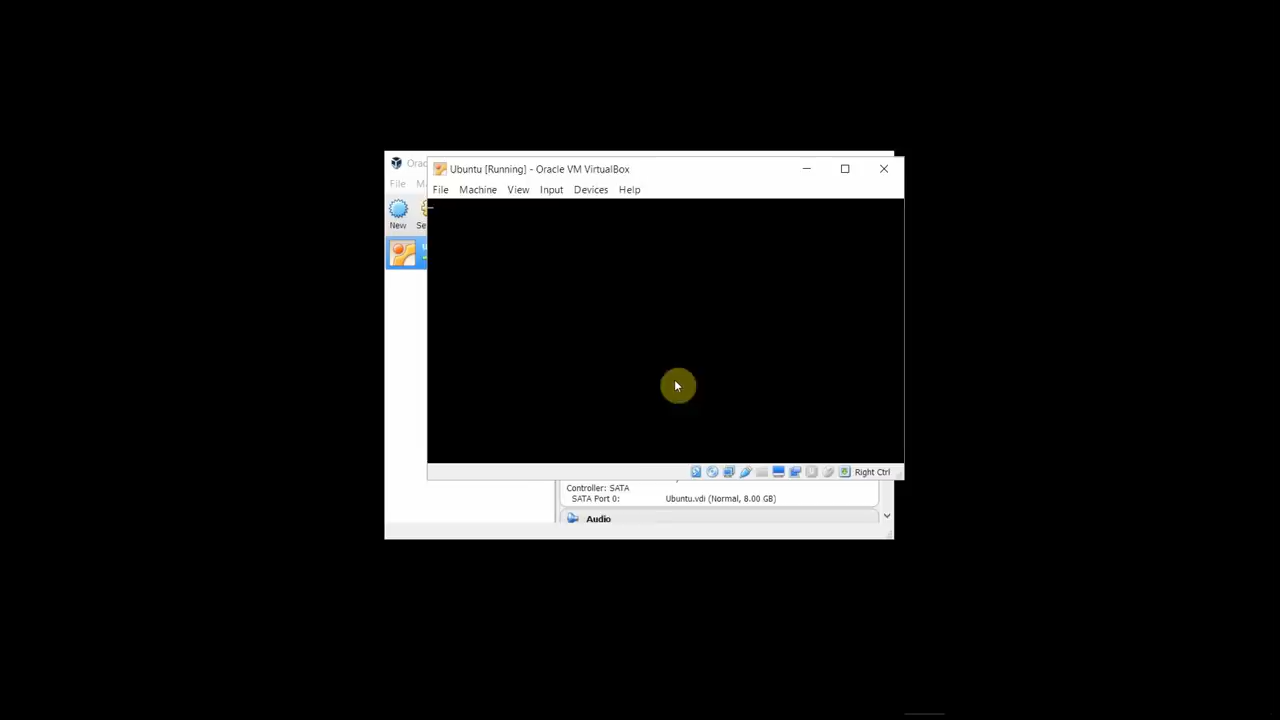 Ubuntu [Running] - Oracle VM VirtualBox
File Machine View Input Devices Help
File
New
Right Ctrl
Controller: SATA
SATA Port 0: Ubuntu.vdi (Normal, 8.00 GB)
Audio